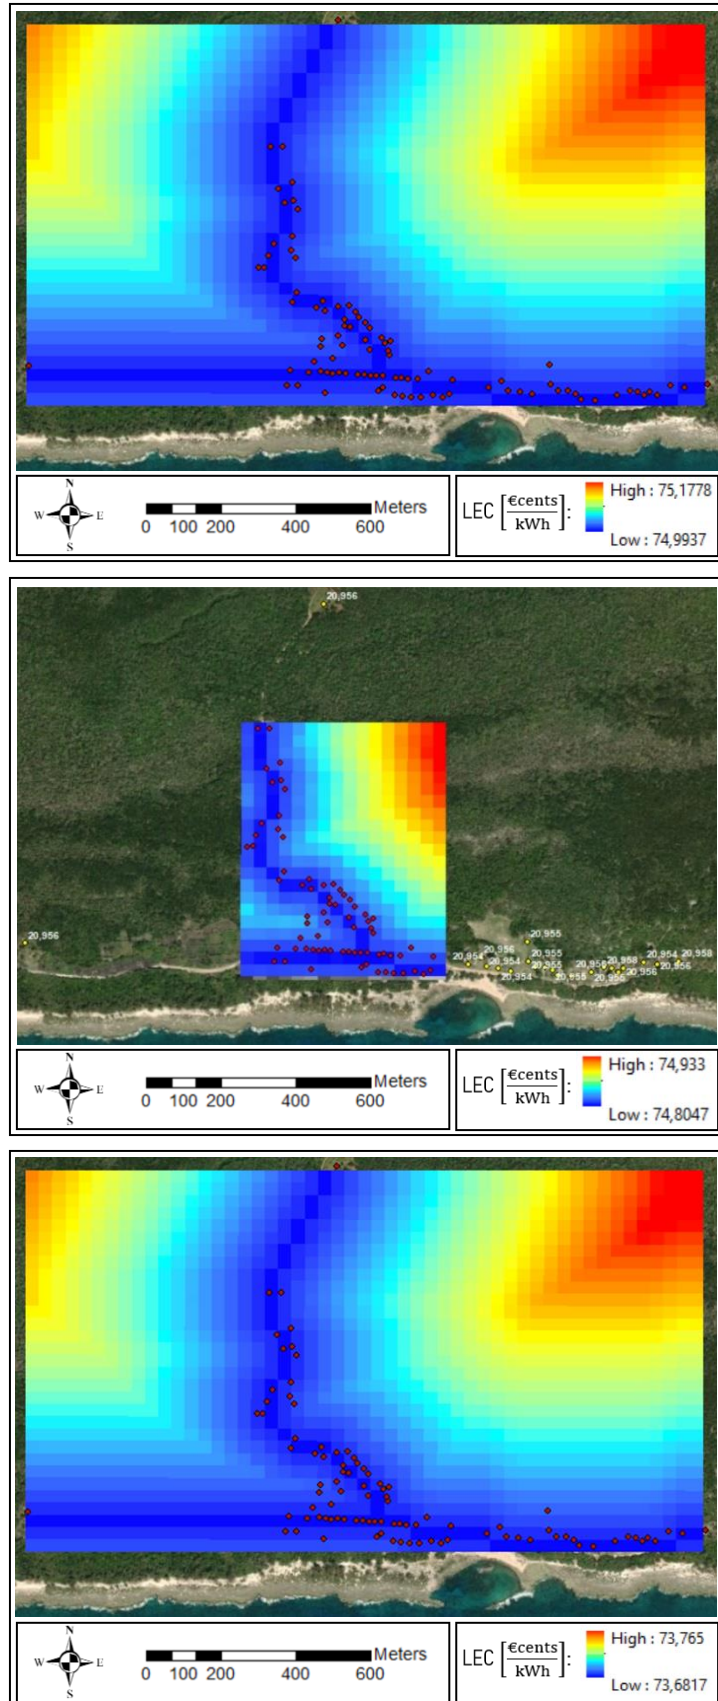 N
W E
S
Meters
0 100 200 400 600
LEC [€cents/kWh]:
High : 75,1778
Low : 74,9937
20,956
20,956
20,955
20,954 20,956 20,955 20,954 20,958
20,954 20,955 20,958 20,956
20,954 20,955 20,956 20,956
N
W E
S
Meters
0 100 200 400 600
LEC [€cents/kWh]:
High : 74,933
Low : 74,8047
N
W E
S
Meters
0 100 200 400 600
LEC [€cents/kWh]:
High : 73,765
Low : 73,6817